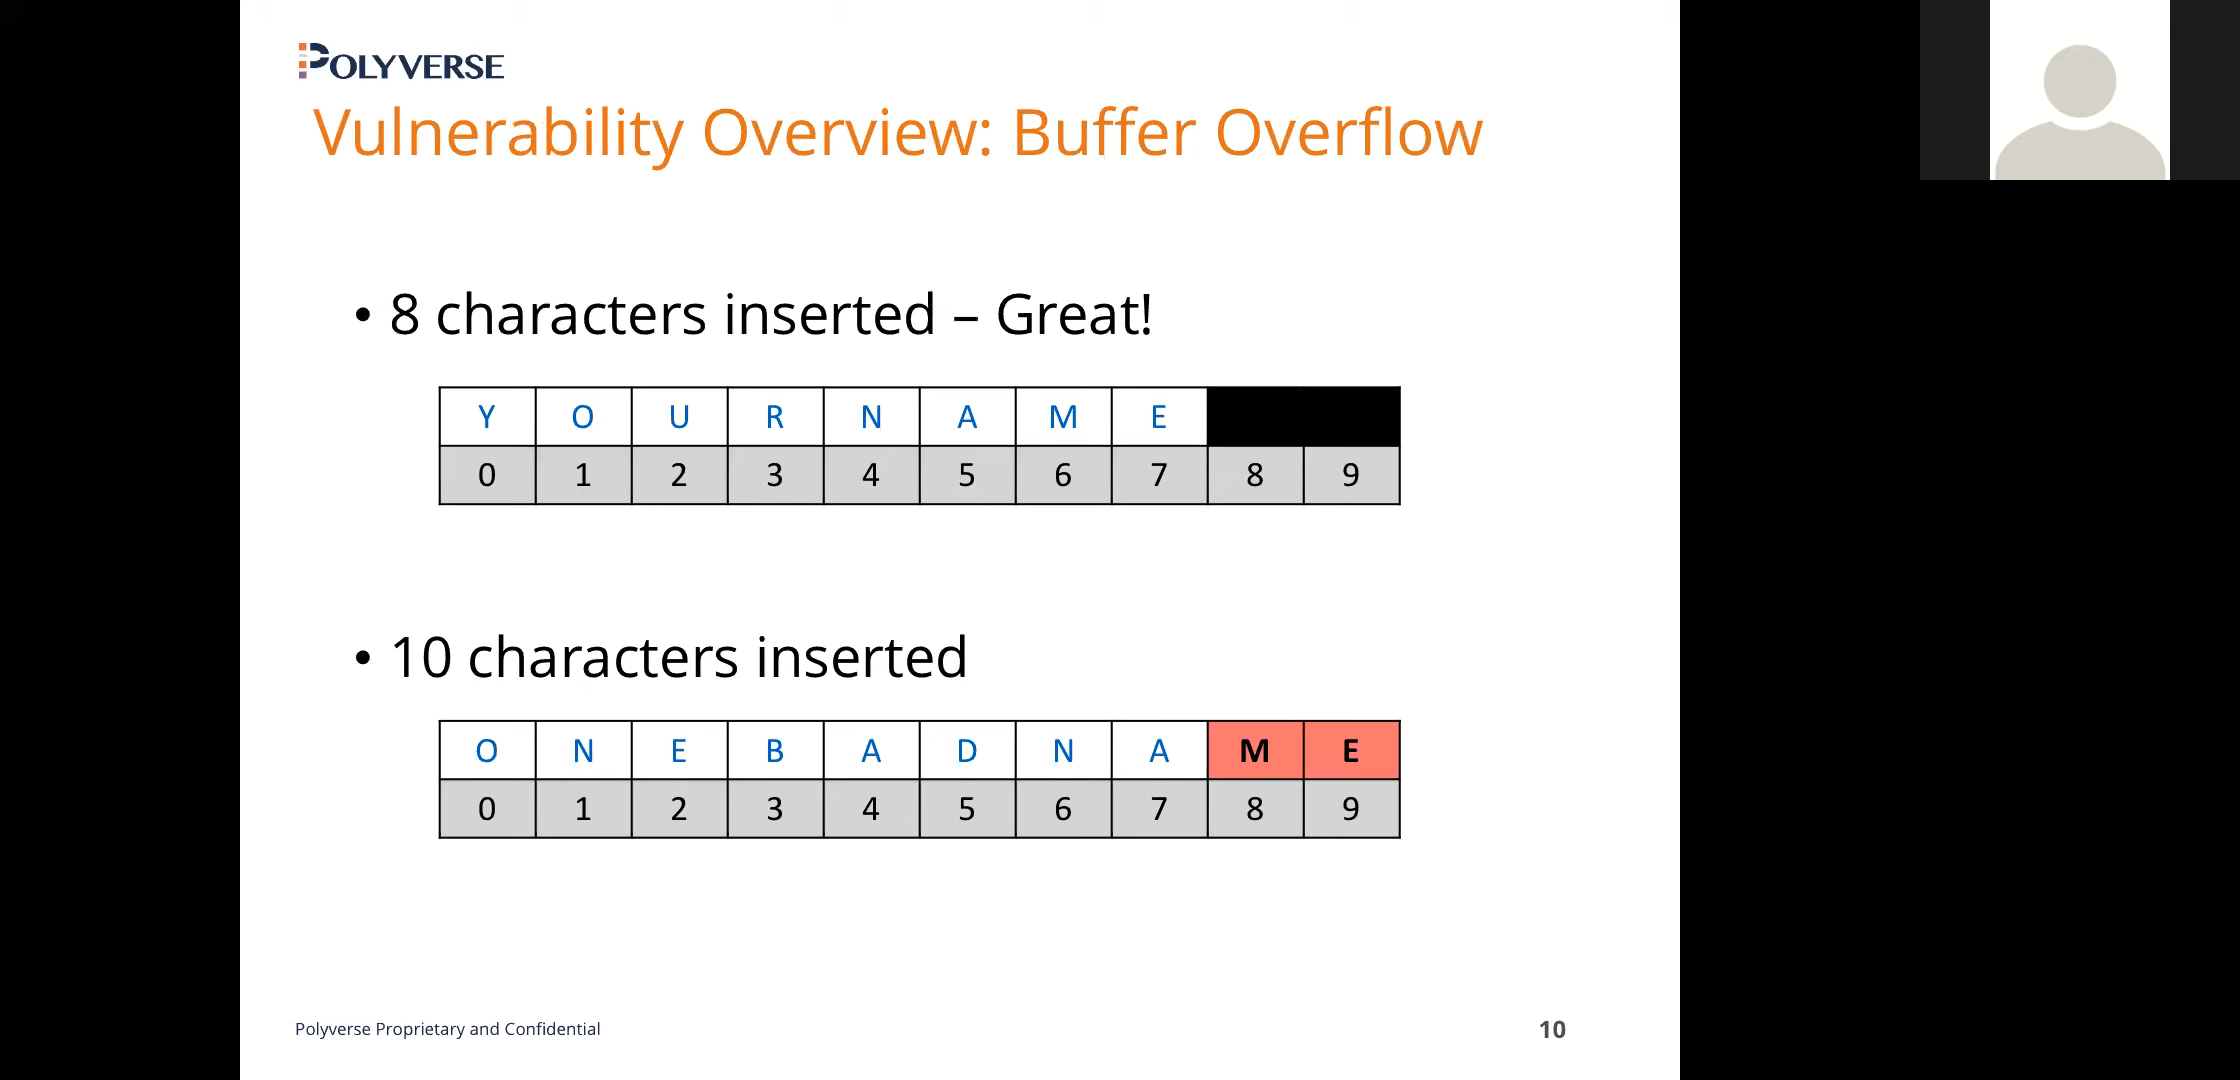 POLYVERSE
Vulnerability Overview: Buffer Overflow
• 8 characters inserted – Great!
Y O U R N A M E
0 1 2 3 4 5 6 7 8 9
• 10 characters inserted
O N E B A D N A M E
0 1 2 3 4 5 6 7 8 9
Polyverse Proprietary and Confidential
10